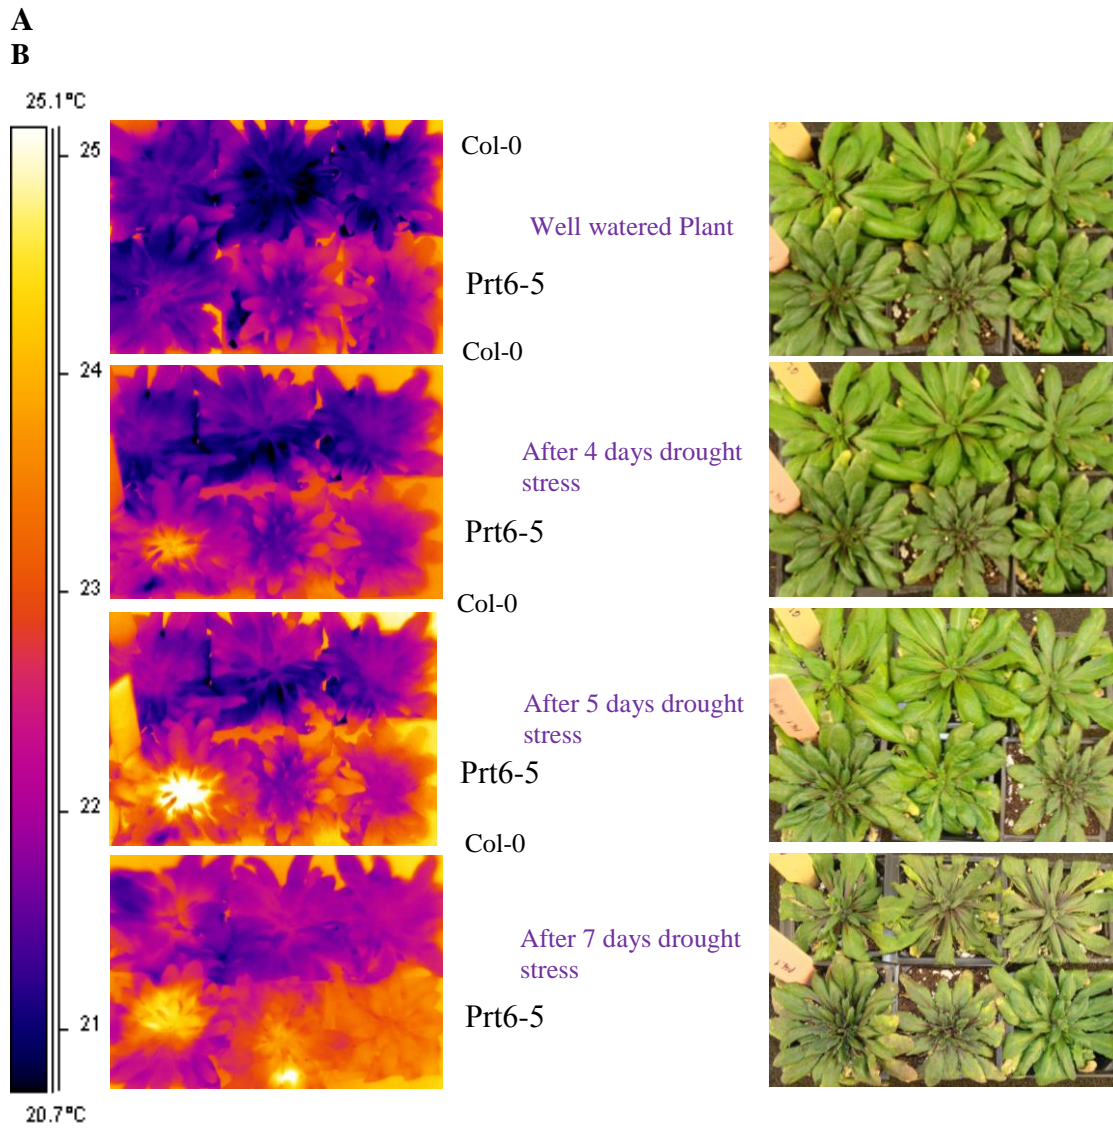 A
B
25.1°C
25
24
23
22
21
20.7°C
Col-0
Well watered Plant
Prt6-5
Col-0
After 4 days drought
stress
Prt6-5
Col-0
After 5 days drought
stress
Prt6-5
Col-0
After 7 days drought
stress
Prt6-5